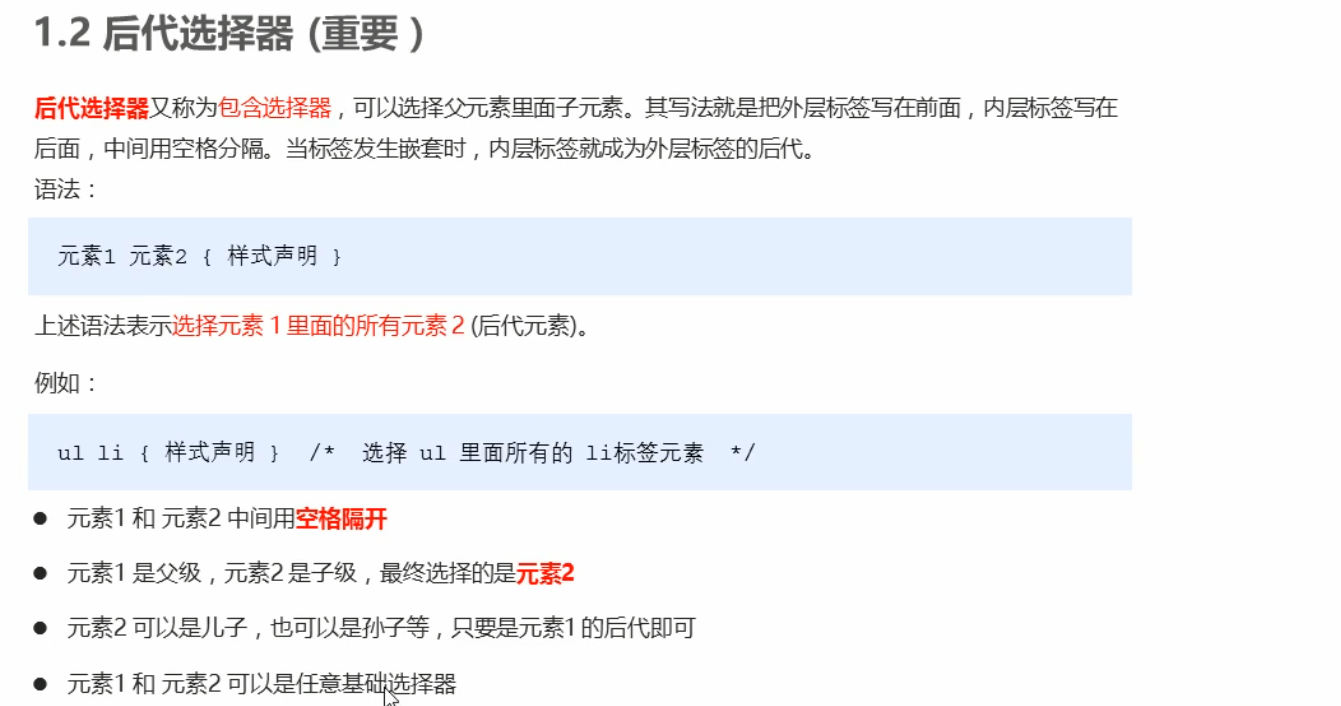 1.2 后代选择器 (重要 )
后代选择器又称为包含选择器，可以选择父元素里面子元素。其写法就是把外层标签写在前面，内层标签写在
后面，中间用空格分隔。当标签发生嵌套时，内层标签就成为外层标签的后代。
语法：
元素1 元素2 { 样式声明 }
上述语法表示选择元素 1 里面的所有元素 2 (后代元素)。
例如：
ul li { 样式声明 } /* 选择 ul 里面所有的 li标签元素 */
● 元素1 和 元素2 中间用空格隔开
● 元素1 是父级，元素2 是子级，最终选择的是元素2
● 元素2 可以是儿子，也可以是孙子等，只要是元素1 的后代即可
● 元素1 和 元素2 可以是任意基础选择器